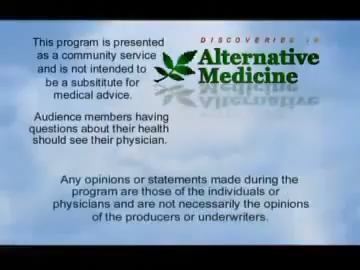 This program is presented
as a community service
and is not intended to
be a subsititute for
medical advice.
Audience members having
questions about their health
should see their physician.
DISCOVERIES IN
Alternative
Medicine
Any opinions or statements made during the
program are those of the individuals or
physicians and are not necessarily the opinions
of the producers or underwriters.